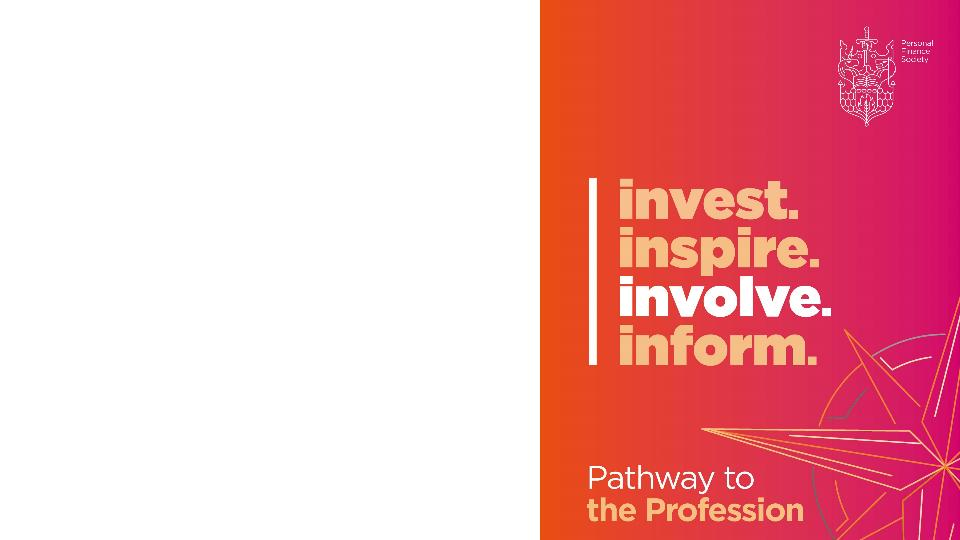 Personal
Finance
Society
invest.
inspire.
involve.
inform.
Pathway to
the Profession